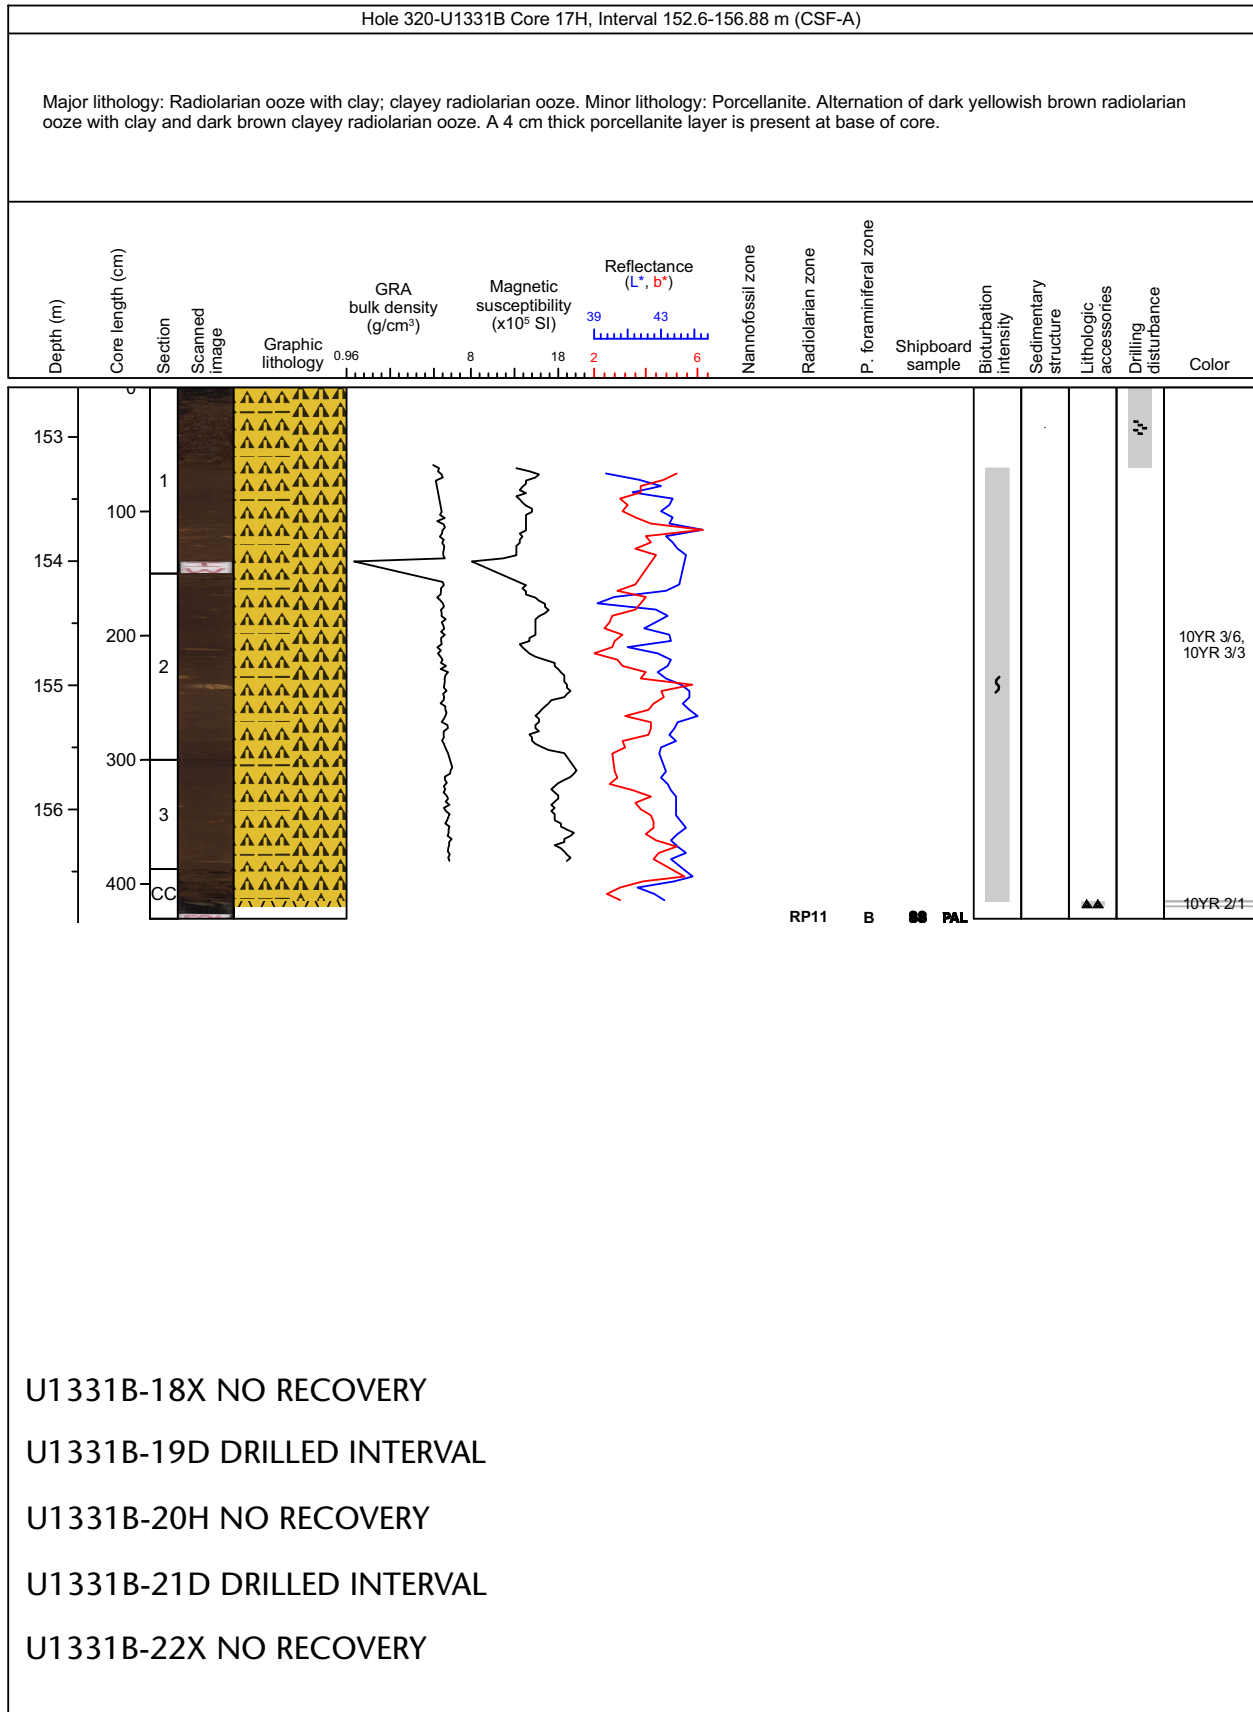 Hole 320-U1331B Core 17H, Interval 152.6-156.88 m (CSF-A)
Major lithology: Radiolarian ooze with clay; clayey radiolarian ooze. Minor lithology: Porcellanite. Alternation of dark yellowish brown radiolarian
ooze with clay and dark brown clayey radiolarian ooze. A 4 cm thick porcellanite layer is present at base of core.
Depth (m)
Core length (cm)
Section
Scanned
image
Graphic
lithology
GRA
bulk density
(g/cm³)
0.96
Magnetic
susceptibility
(x10⁵ SI)
8 18
Reflectance
(L*, b*)
39 43
2 6
Nannofossil zone
Radiolarian zone
P. foraminiferal zone
Shipboard
sample
Bioturbation
intensity
Sedimentary
structure
Lithologic
accessories
Drilling
disturbance
Color
0
153
1
100
154
200
2
10YR 3/6,
10YR 3/3
155
300
3
156
400
CC
10YR 2/1
RP11 B SS PAL
U1331B-18X NO RECOVERY
U1331B-19D DRILLED INTERVAL
U1331B-20H NO RECOVERY
U1331B-21D DRILLED INTERVAL
U1331B-22X NO RECOVERY